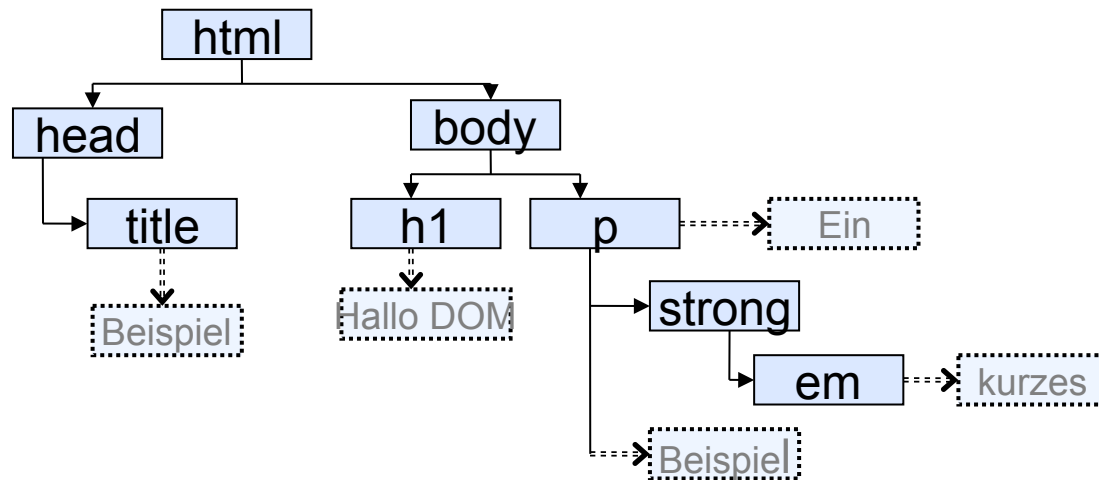 html
head
body
title
h1
p
Ein
Beispiel
Hallo DOM
strong
em
kurzes
Beispiel